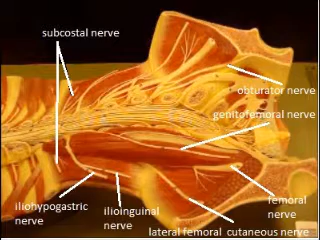 subcostal nerve
obturator nerve
genitofemoral nerve
iliohypogastric
nerve
ilioinguinal
nerve
femoral
nerve
lateral femoral cutaneous nerve